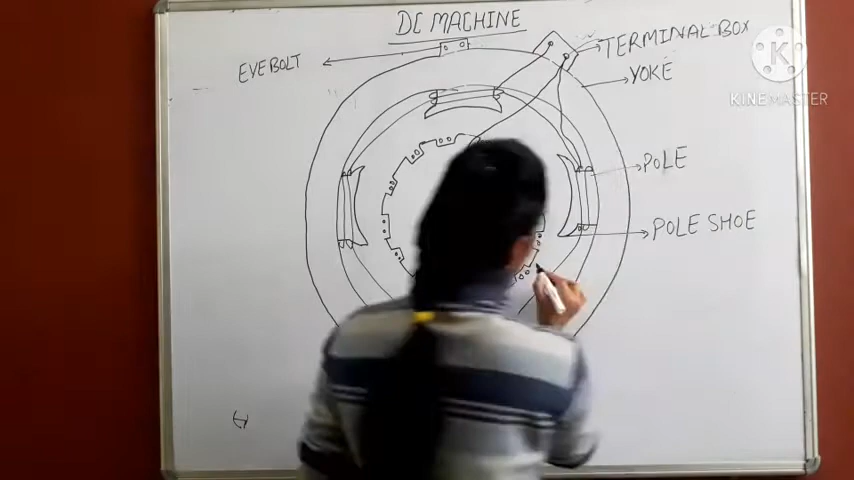 DC MACHINE
EYEBOLT
TERMINAL BOX
YOKE
POLE
POLE SHOE
KINEMASTER